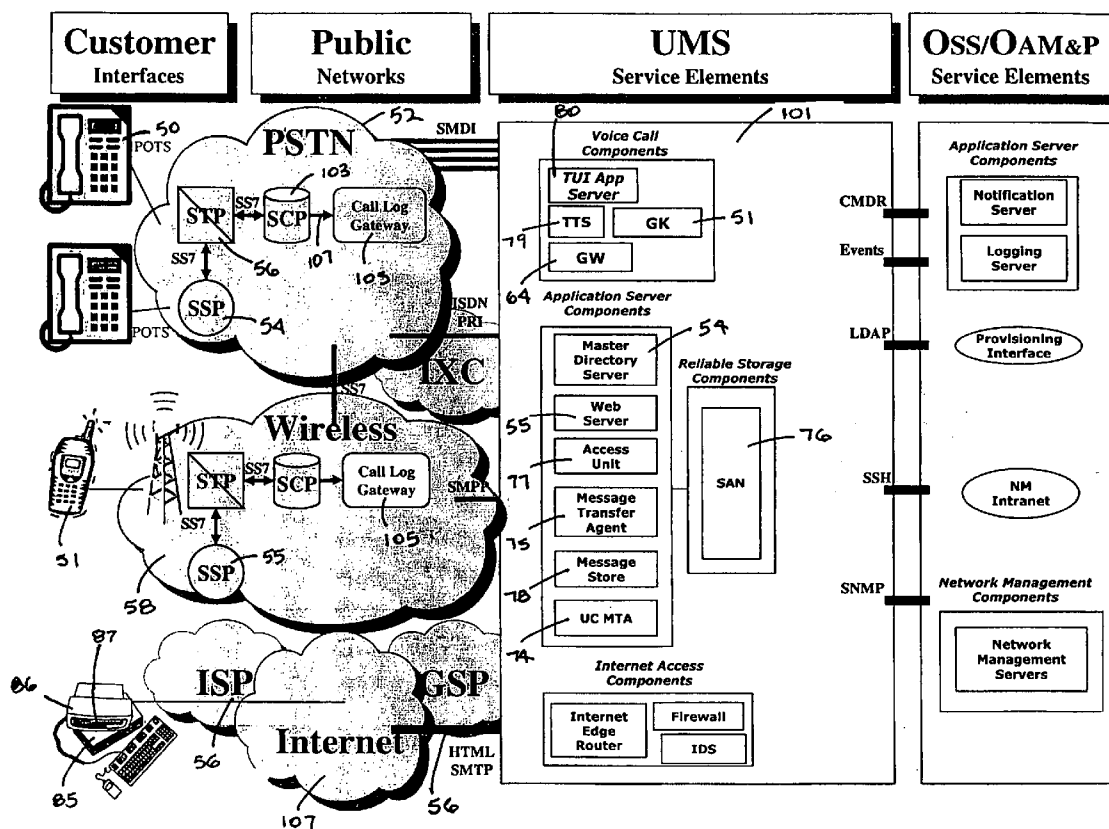 Customer
Interfaces
Public
Networks
UMS
Service Elements
OSS/OAM&P
Service Elements
50
POTS
POTS
52
PSTN
103
STP
SS7
SCP
107
Call Log
Gateway
103
56
SS7
SSP
54
SMDI
ISDN
PRI
IXC
SS7
51
Wireless
STP
SS7
SCP
Call Log
Gateway
105
SMPP
SS7
SSP
55
58
86
87
85
ISP
56
GSP
Internet
107
HTML
SMTP
56
101
80
Voice Call
Components
TUI App
Server
TTS
79
GK
51
GW
64
Application Server
Components
54
Master
Directory
Server
55
Web
Server
77
Access
Unit
75
Message
Transfer
Agent
78
Message
Store
74
UC MTA
Reliable Storage
Components
76
SAN
Internet Access
Components
Internet
Edge
Router
Firewall
IDS
CMDR
Events
LDAP
SSH
SNMP
Application Server
Components
Notification
Server
Logging
Server
Provisioning
Interface
NM
Intranet
Network Management
Components
Network
Management
Servers